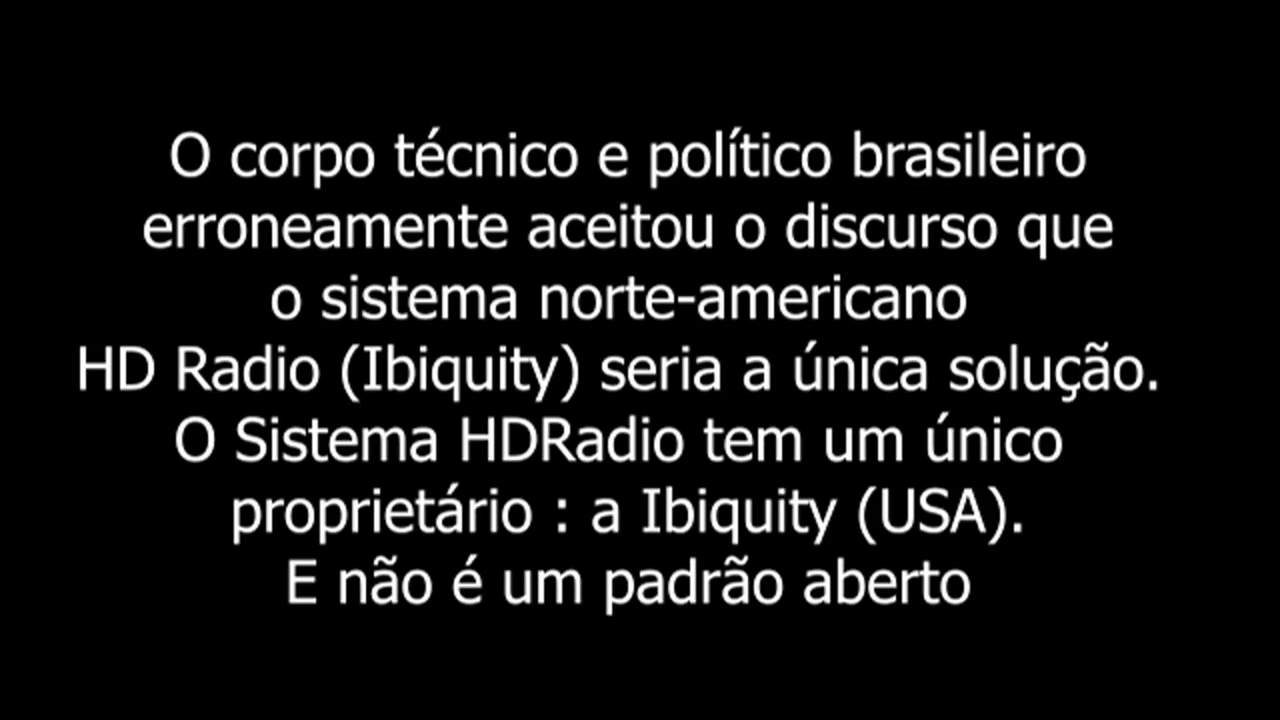 O corpo técnico e político brasileiro
erroneamente aceitou o discurso que
o sistema norte-americano
HD Radio (Ibiquity) seria a única solução.
O Sistema HDRadio tem um único
proprietário : a Ibiquity (USA).
E não é um padrão aberto